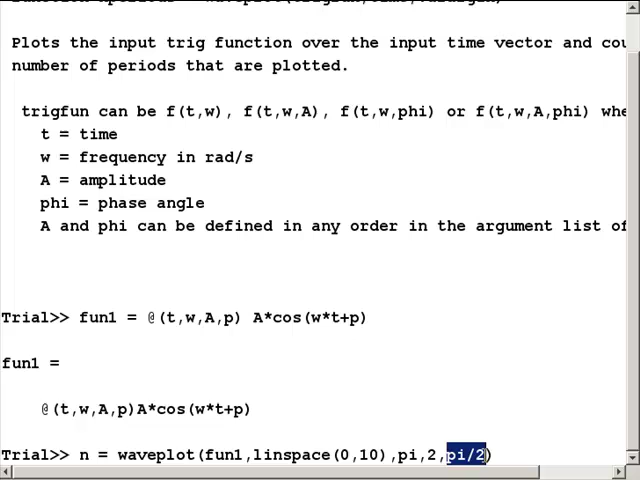 Plots the input trig function over the input time vector and cou
number of periods that are plotted.
trigfun can be f(t,w), f(t,w,A), f(t,w,phi) or f(t,w,A,phi) whe
t = time
w = frequency in rad/s
A = amplitude
phi = phase angle
A and phi can be defined in any order in the argument list of
Trial>> fun1 = @(t,w,A,p) A*cos(w*t+p)
fun1 =
@(t,w,A,p)A*cos(w*t+p)
Trial>> n = waveplot(fun1,linspace(0,10),pi,2,pi/2)